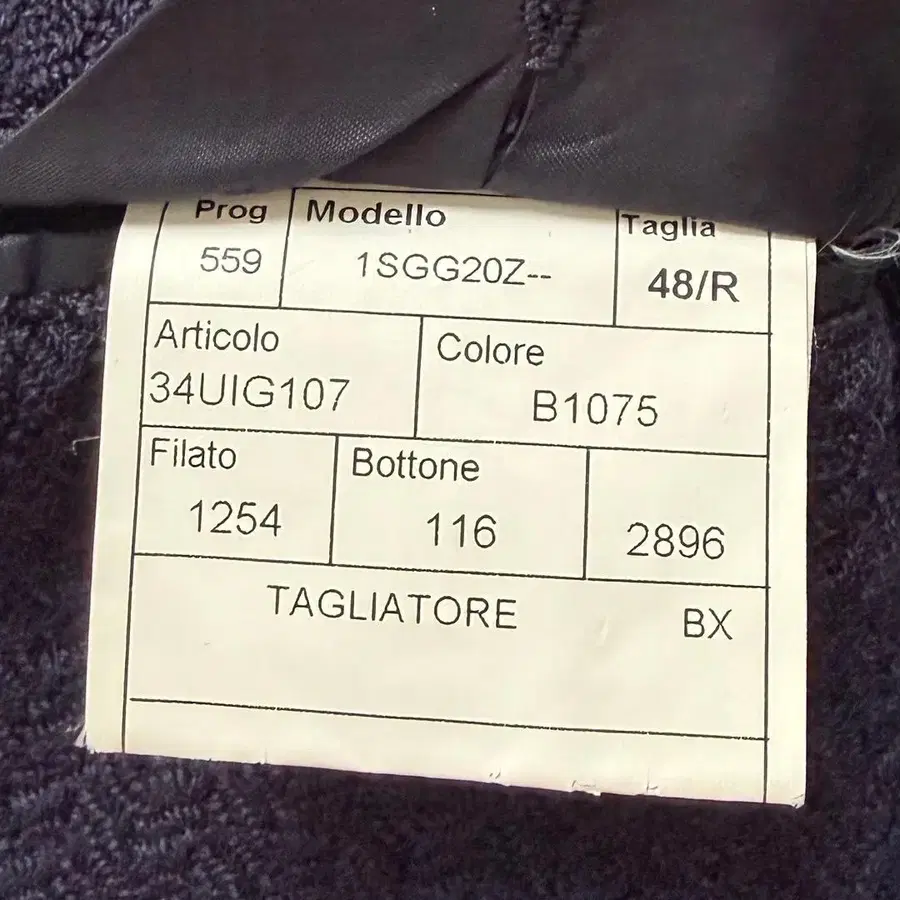 Prog Modello Taglia
559 1SGG20Z-- 48/R
Articolo Colore
34UIG107 B1075
Filato Bottone
1254 116 2896
TAGLIATORE BX